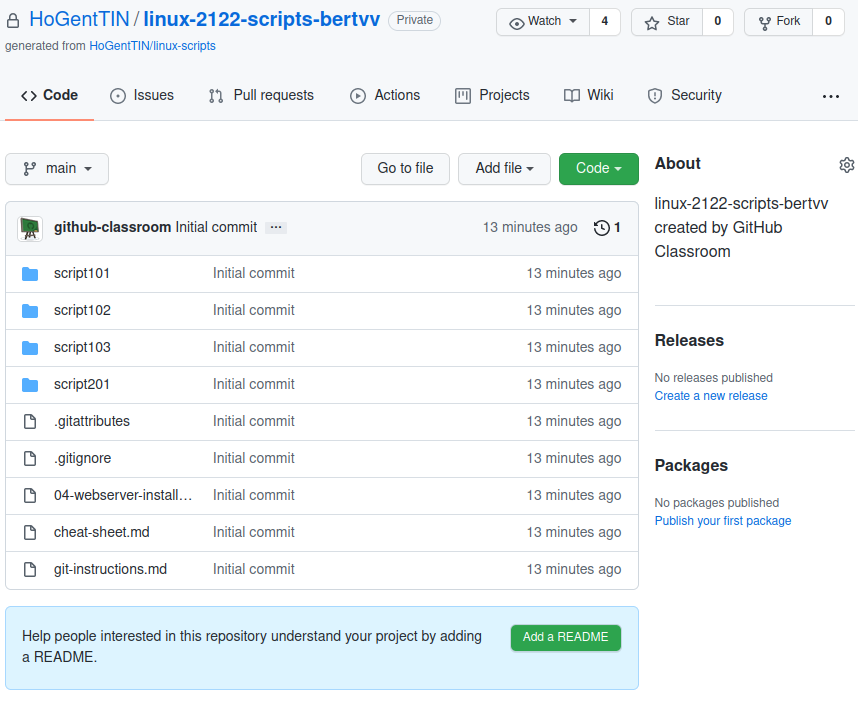 HoGentTIN / linux-2122-scripts-bertvv Private Watch 4 Star 0 Fork 0
generated from HoGentTIN/linux-scripts
Code Issues Pull requests Actions Projects Wiki Security ...
main Go to file Add file Code
github-classroom Initial commit ... 13 minutes ago 1
script101 Initial commit 13 minutes ago
script102 Initial commit 13 minutes ago
script103 Initial commit 13 minutes ago
script201 Initial commit 13 minutes ago
.gitattributes Initial commit 13 minutes ago
.gitignore Initial commit 13 minutes ago
04-webserver-install… Initial commit 13 minutes ago
cheat-sheet.md Initial commit 13 minutes ago
git-instructions.md Initial commit 13 minutes ago
Help people interested in this repository understand your project by adding
a README.
Add a README
About
linux-2122-scripts-bertvv
created by GitHub
Classroom
Releases
No releases published
Create a new release
Packages
No packages published
Publish your first package